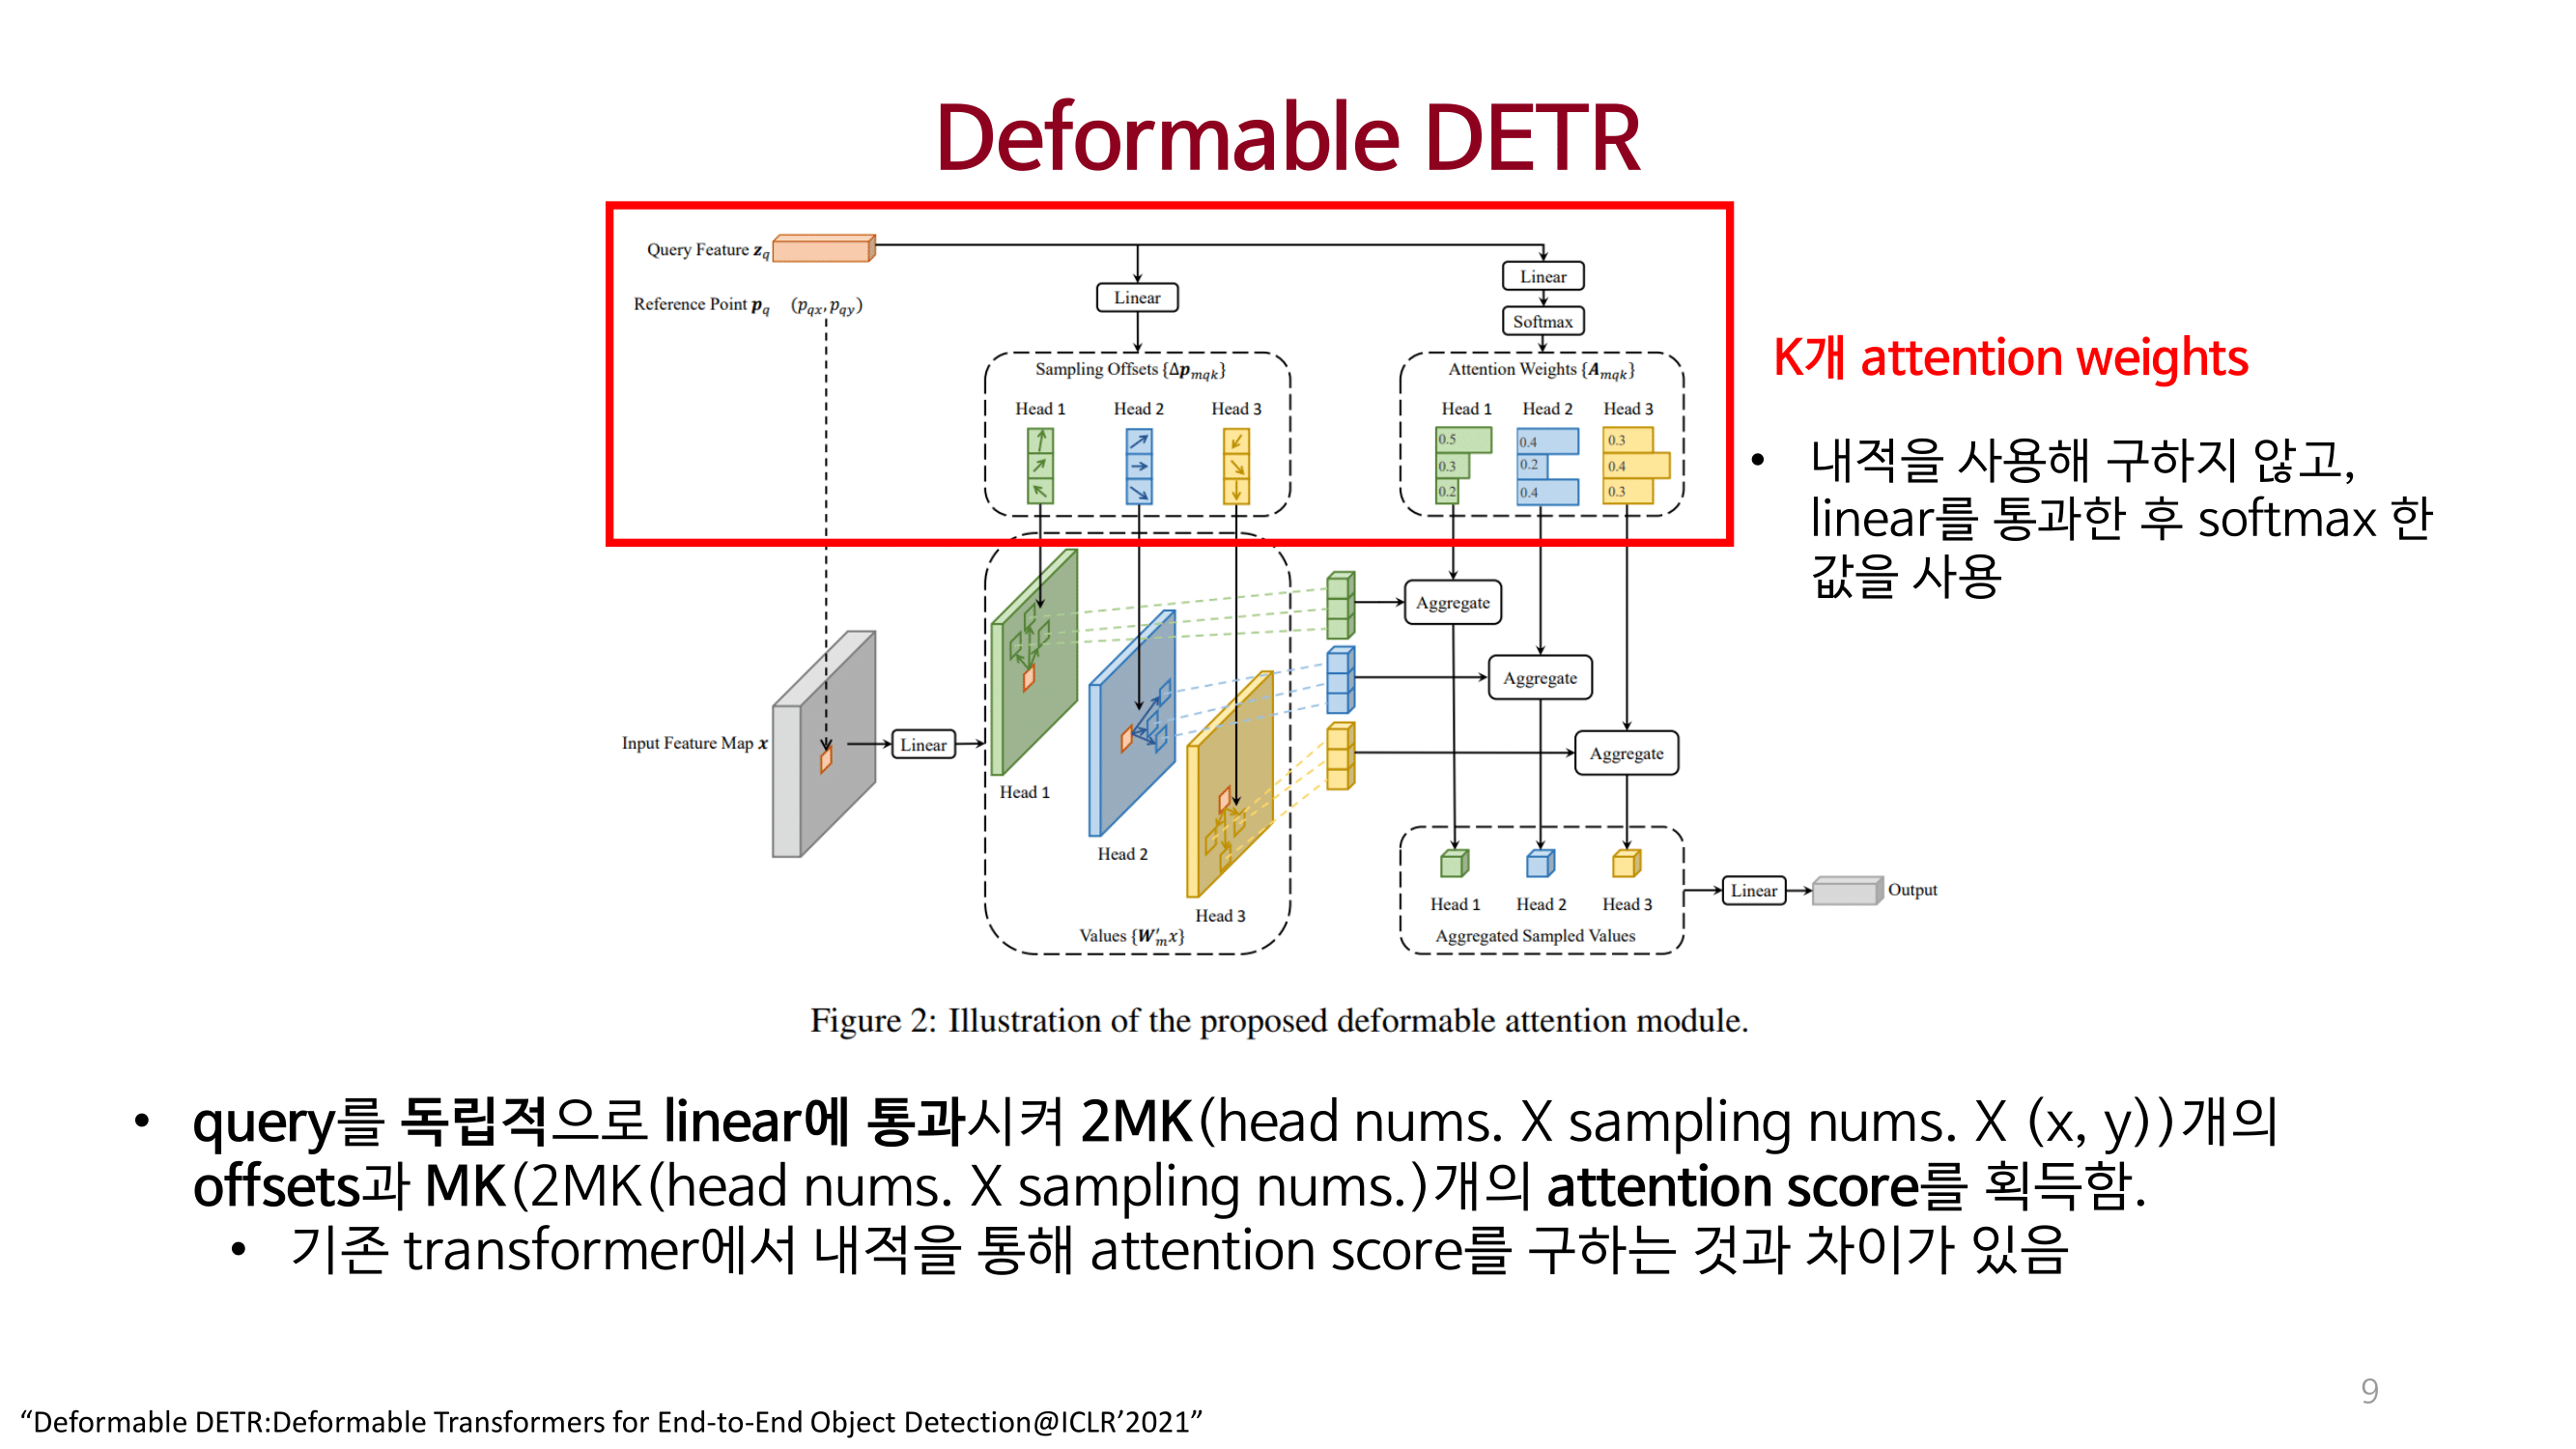 Deformable DETR
Query Feature z_q
Reference Point p_q (p_qx, p_qy)
Linear
Linear
Softmax
Sampling Offsets {Δp_mqk}
Head 1 Head 2 Head 3
Attention Weights {A_mqk}
Head 1 Head 2 Head 3
0.5 0.4 0.3
0.3 0.2 0.4
0.2 0.4 0.3
K개 attention weights
• 내적을 사용해 구하지 않고,
linear를 통과한 후 softmax 한
값을 사용
Input Feature Map x
Linear
Head 1
Head 2
Head 3
Values {W'_m x}
Aggregate
Aggregate
Aggregate
Head 1 Head 2 Head 3
Aggregated Sampled Values
Linear
Output
Figure 2: Illustration of the proposed deformable attention module.
• query를 독립적으로 linear에 통과시켜 2MK(head nums. X sampling nums. X (x, y))개의
offsets과 MK(2MK(head nums. X sampling nums.)개의 attention score를 획득함.
• 기존 transformer에서 내적을 통해 attention score를 구하는 것과 차이가 있음
9
“Deformable DETR:Deformable Transformers for End-to-End Object Detection@ICLR’2021”